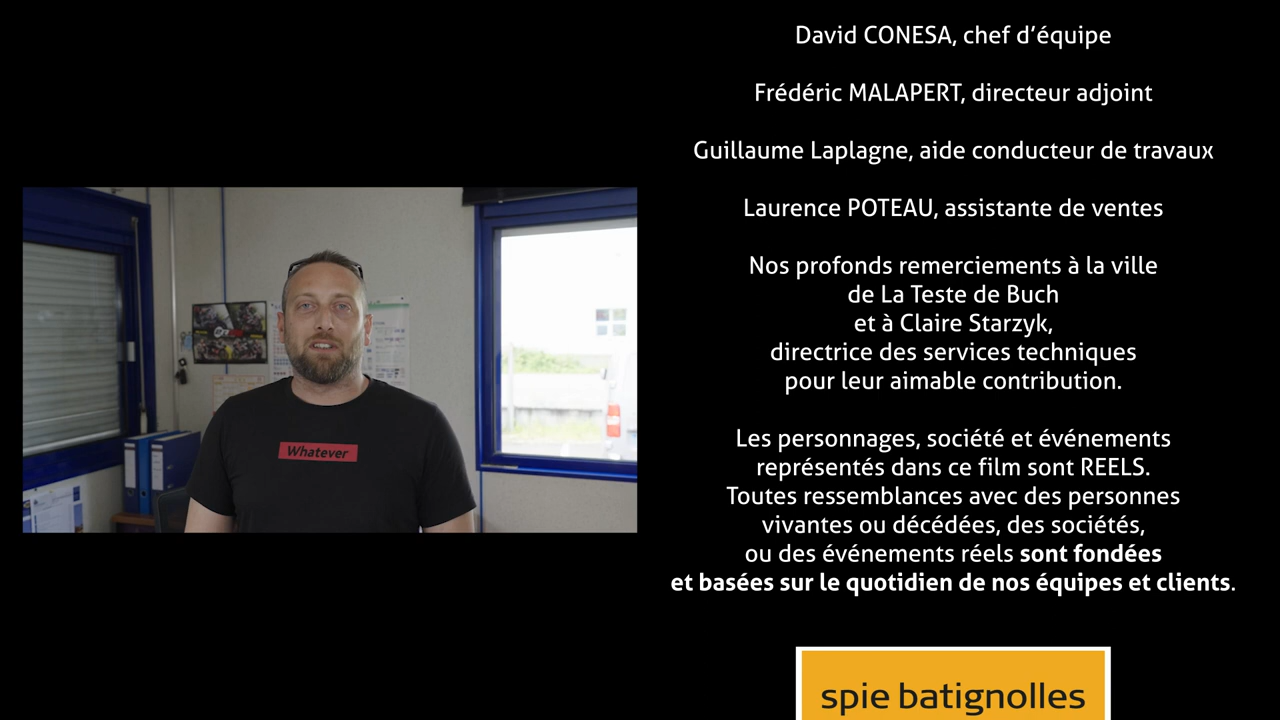 David CONESA, chef d’équipe
Frédéric MALAPERT, directeur adjoint
Guillaume Laplagne, aide conducteur de travaux
Laurence POTEAU, assistante de ventes
Nos profonds remerciements à la ville
de La Teste de Buch
et à Claire Starzyk,
directrice des services techniques
pour leur aimable contribution.
Les personnages, société et événements
représentés dans ce film sont REELS.
Toutes ressemblances avec des personnes
vivantes ou décédées, des sociétés,
ou des événements réels sont fondées
et basées sur le quotidien de nos équipes et clients.
spie batignolles
Whatever